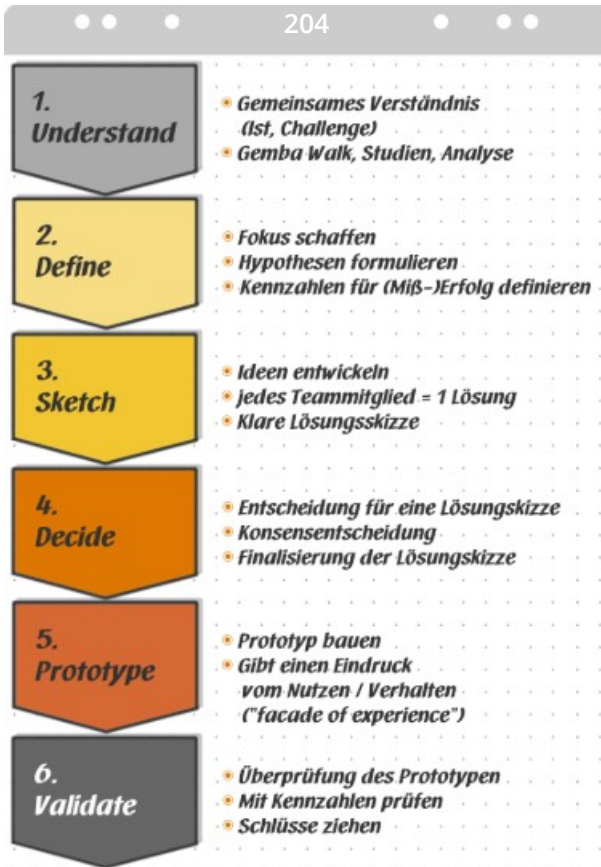 204
1.
Understand
Gemeinsames Verständnis
(Ist, Challenge)
Gemba Walk, Studien, Analyse
2.
Define
Fokus schaffen
Hypothesen formulieren
Kennzahlen für (Miß-)Erfolg definieren
3.
Sketch
Ideen entwickeln
jedes Teammitglied = 1 Lösung
Klare Lösungsskizze
4.
Decide
Entscheidung für eine Lösungskizze
Konsensentscheidung
Finalisierung der Lösungskizze
5.
Prototype
Prototyp bauen
Gibt einen Eindruck
vom Nutzen / Verhalten
("facade of experience")
6.
Validate
Überprüfung des Prototypen
Mit Kennzahlen prüfen
Schlüsse ziehen